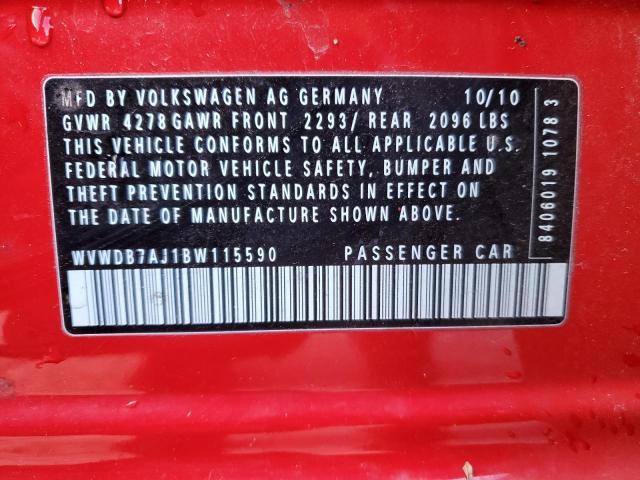 MFD BY VOLKSWAGEN AG GERMANY 10/10
GVWR 4278 GAWR FRONT 2293/ REAR 2096 LBS
THIS VEHICLE CONFORMS TO ALL APPLICABLE U.S.
FEDERAL MOTOR VEHICLE SAFETY, BUMPER AND
THEFT PREVENTION STANDARDS IN EFFECT ON
THE DATE OF MANUFACTURE SHOWN ABOVE.
WVWDB7AJ1BW115590 PASSENGER CAR
8406019 1078 3